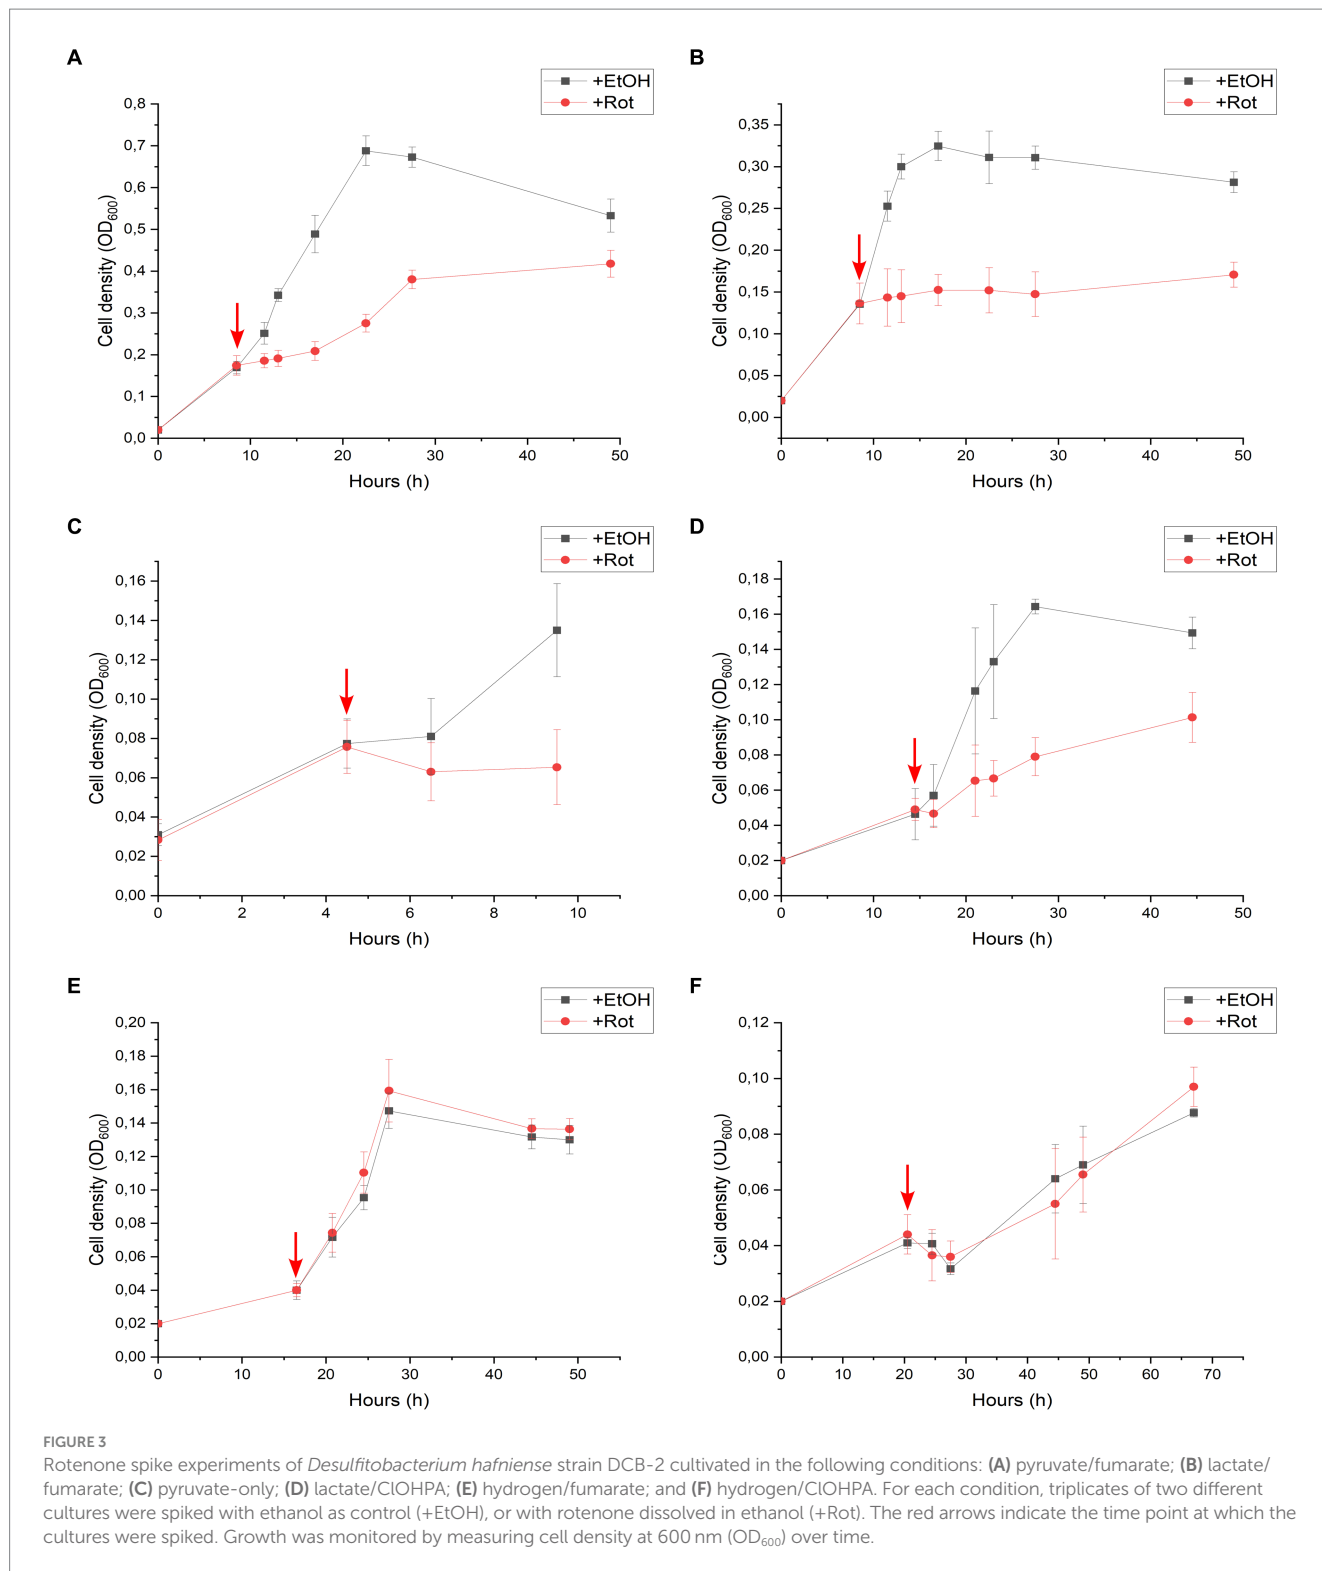 A
+EtOH
+Rot
0,8
0,7
0,6
0,5
0,4
0,3
0,2
0,1
0,0
Cell density (OD600)
0 10 20 30 40 50
Hours (h)
B
+EtOH
+Rot
0,35
0,30
0,25
0,20
0,15
0,10
0,05
0,00
Cell density (OD600)
0 10 20 30 40 50
Hours (h)
C
+EtOH
+Rot
0,16
0,14
0,12
0,10
0,08
0,06
0,04
0,02
0,00
Cell density (OD600)
0 2 4 6 8 10
Hours (h)
D
+EtOH
+Rot
0,18
0,16
0,14
0,12
0,10
0,08
0,06
0,04
0,02
0,00
Cell density (OD600)
0 10 20 30 40 50
Hours (h)
E
+EtOH
+Rot
0,20
0,18
0,16
0,14
0,12
0,10
0,08
0,06
0,04
0,02
0,00
Cell density (OD600)
0 10 20 30 40 50
Hours (h)
F
+EtOH
+Rot
0,12
0,10
0,08
0,06
0,04
0,02
0,00
Cell density (OD600)
0 10 20 30 40 50 60 70
Hours (h)
FIGURE 3
Rotenone spike experiments of Desulfitobacterium hafniense strain DCB-2 cultivated in the following conditions: (A) pyruvate/fumarate; (B) lactate/
fumarate; (C) pyruvate-only; (D) lactate/ClOHPA; (E) hydrogen/fumarate; and (F) hydrogen/ClOHPA. For each condition, triplicates of two different
cultures were spiked with ethanol as control (+EtOH), or with rotenone dissolved in ethanol (+Rot). The red arrows indicate the time point at which the
cultures were spiked. Growth was monitored by measuring cell density at 600 nm (OD600) over time.